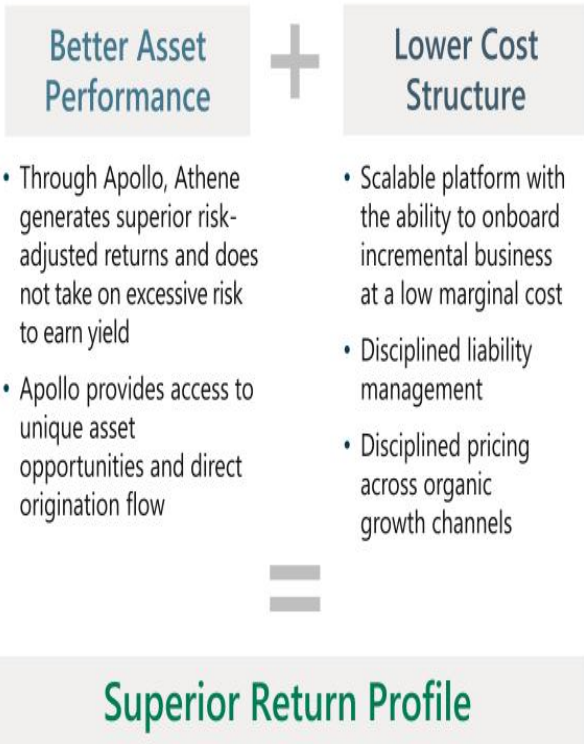 Better Asset
Performance
+
Lower Cost
Structure
• Through Apollo, Athene
generates superior risk-
adjusted returns and does
not take on excessive risk
to earn yield
• Apollo provides access to
unique asset
opportunities and direct
origination flow
• Scalable platform with
the ability to onboard
incremental business
at a low marginal cost
• Disciplined liability
management
• Disciplined pricing
across organic
growth channels
=
Superior Return Profile